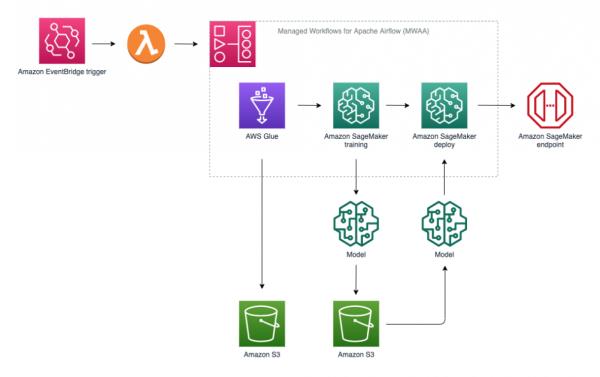 Managed Workflows for Apache Airflow (MWAA)
Amazon EventBridge trigger
AWS Glue
Amazon SageMaker
training
Amazon SageMaker
deploy
Amazon SageMaker
endpoint
Model
Model
Amazon S3
Amazon S3